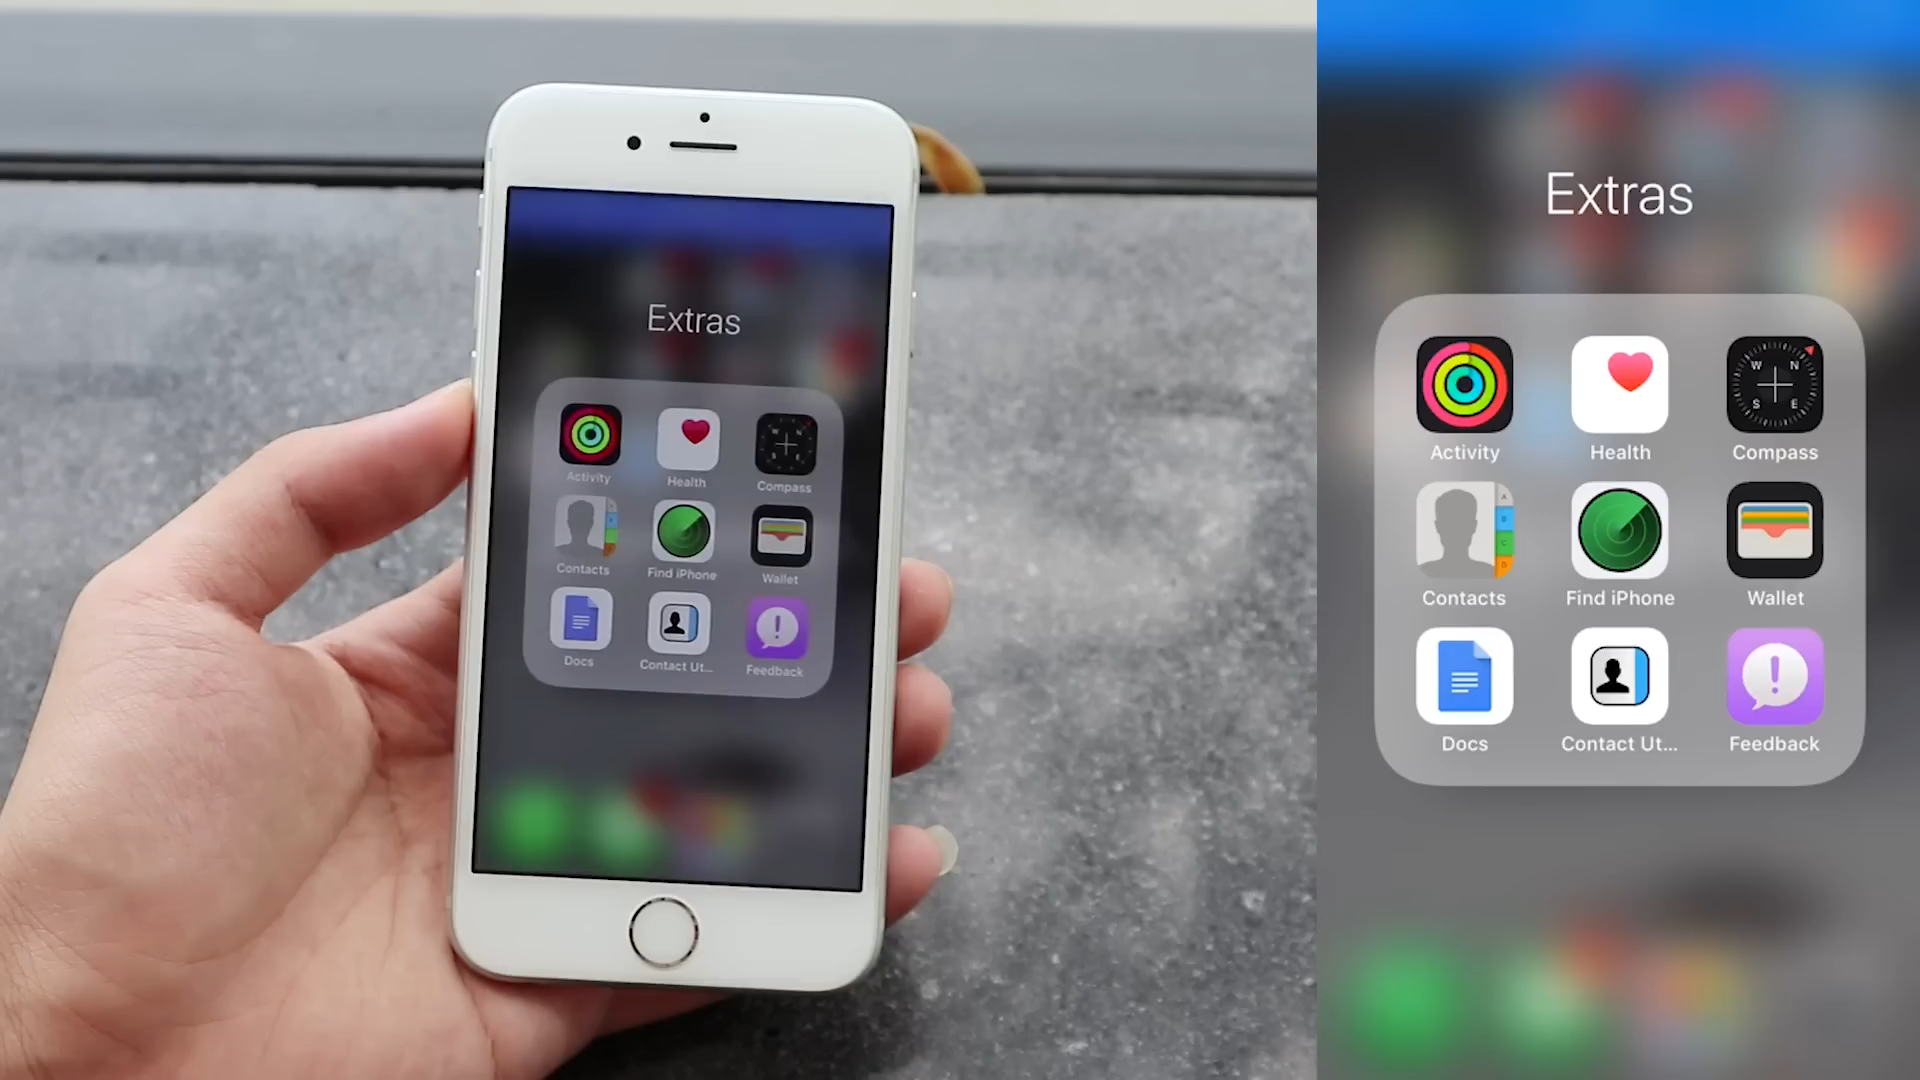 Extras
Activity
Health
Compass
Contacts
Find iPhone
Wallet
Docs
Contact Ut...
Feedback
Extras
W N
S E
Activity
Health
Compass
A
B
C
D
Contacts
Find iPhone
Wallet
Docs
Contact Ut...
Feedback